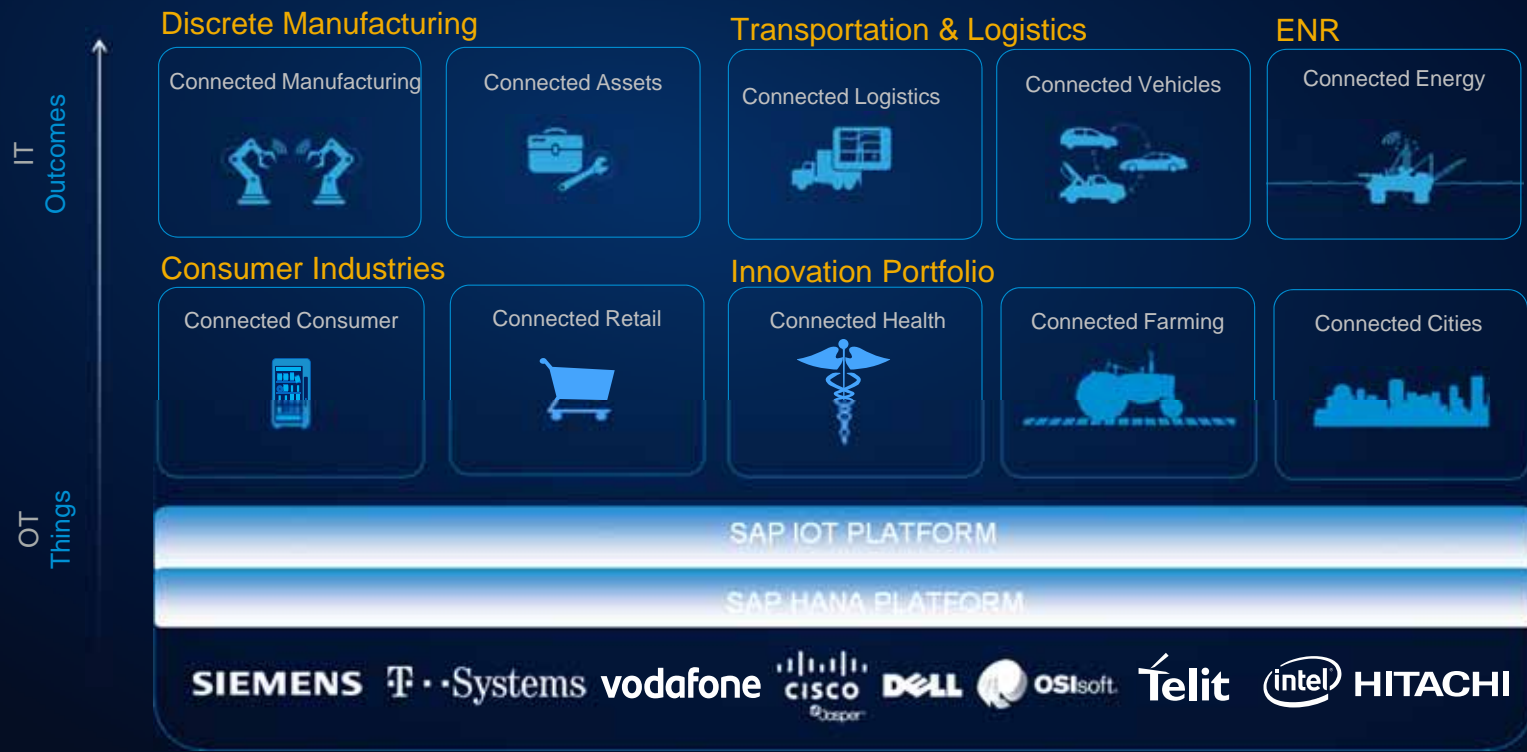 Discrete Manufacturing
Transportation & Logistics
ENR
Connected Manufacturing
Connected Assets
Connected Logistics
Connected Vehicles
Connected Energy
IT
Outcomes
Consumer Industries
Innovation Portfolio
Connected Consumer
Connected Retail
Connected Health
Connected Farming
Connected Cities
OT
Things
SAP IOT PLATFORM
SAP HANA PLATFORM
SIEMENS
T··Systems
vodafone
CISCO
Jasper
DELL
OSIsoft.
Telit
intel
HITACHI